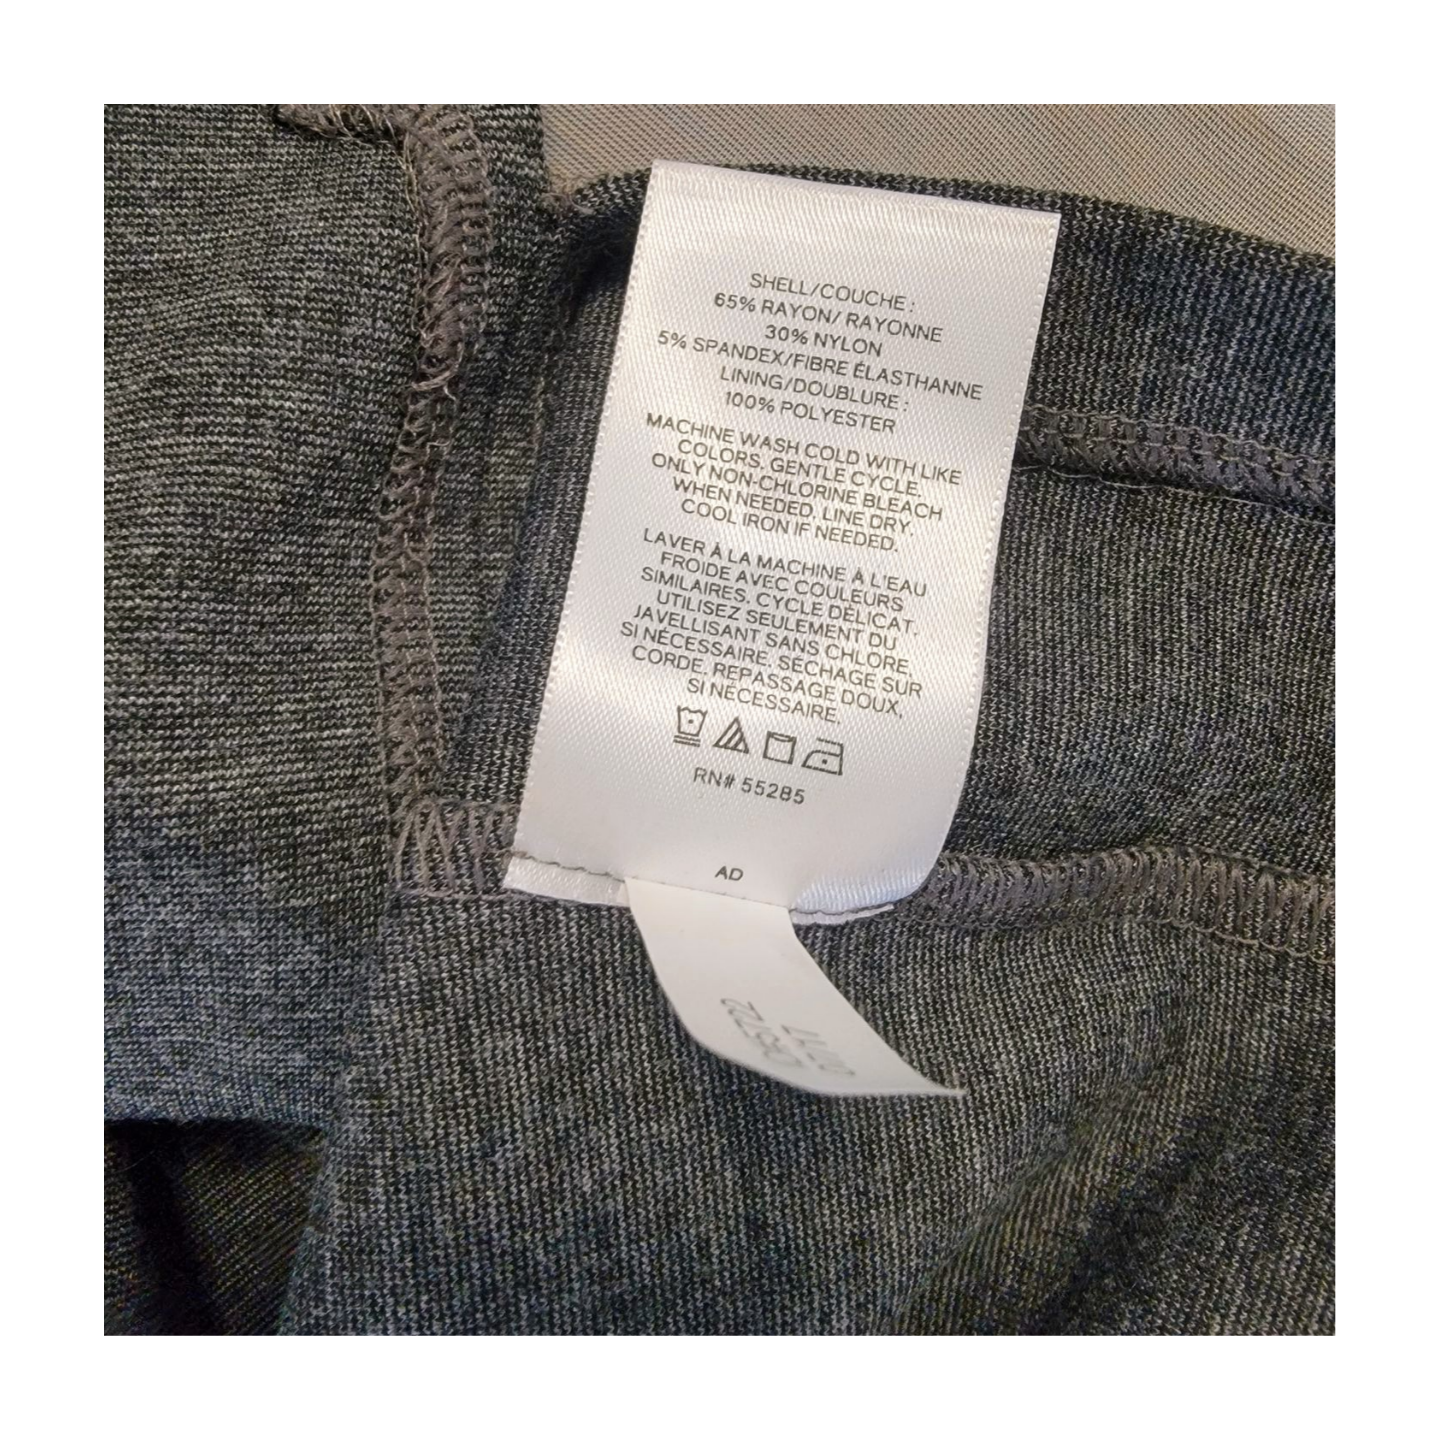 SHELL/COUCHE :
65% RAYON/ RAYONNE
30% NYLON
5% SPANDEX/FIBRE ÉLASTHANNE
LINING/DOUBLURE :
100% POLYESTER
MACHINE WASH COLD WITH LIKE
COLORS. GENTLE CYCLE.
ONLY NON-CHLORINE BLEACH
WHEN NEEDED. LINE DRY.
COOL IRON IF NEEDED.
LAVER À LA MACHINE À L'EAU
FROIDE AVEC COULEURS
SIMILAIRES. CYCLE DÉLICAT.
UTILISEZ SEULEMENT DU
JAVELLISANT SANS CHLORE,
SI NÉCESSAIRE. SÉCHAGE SUR
CORDE. REPASSAGE DOUX,
SI NÉCESSAIRE.
RN# 55285
AD